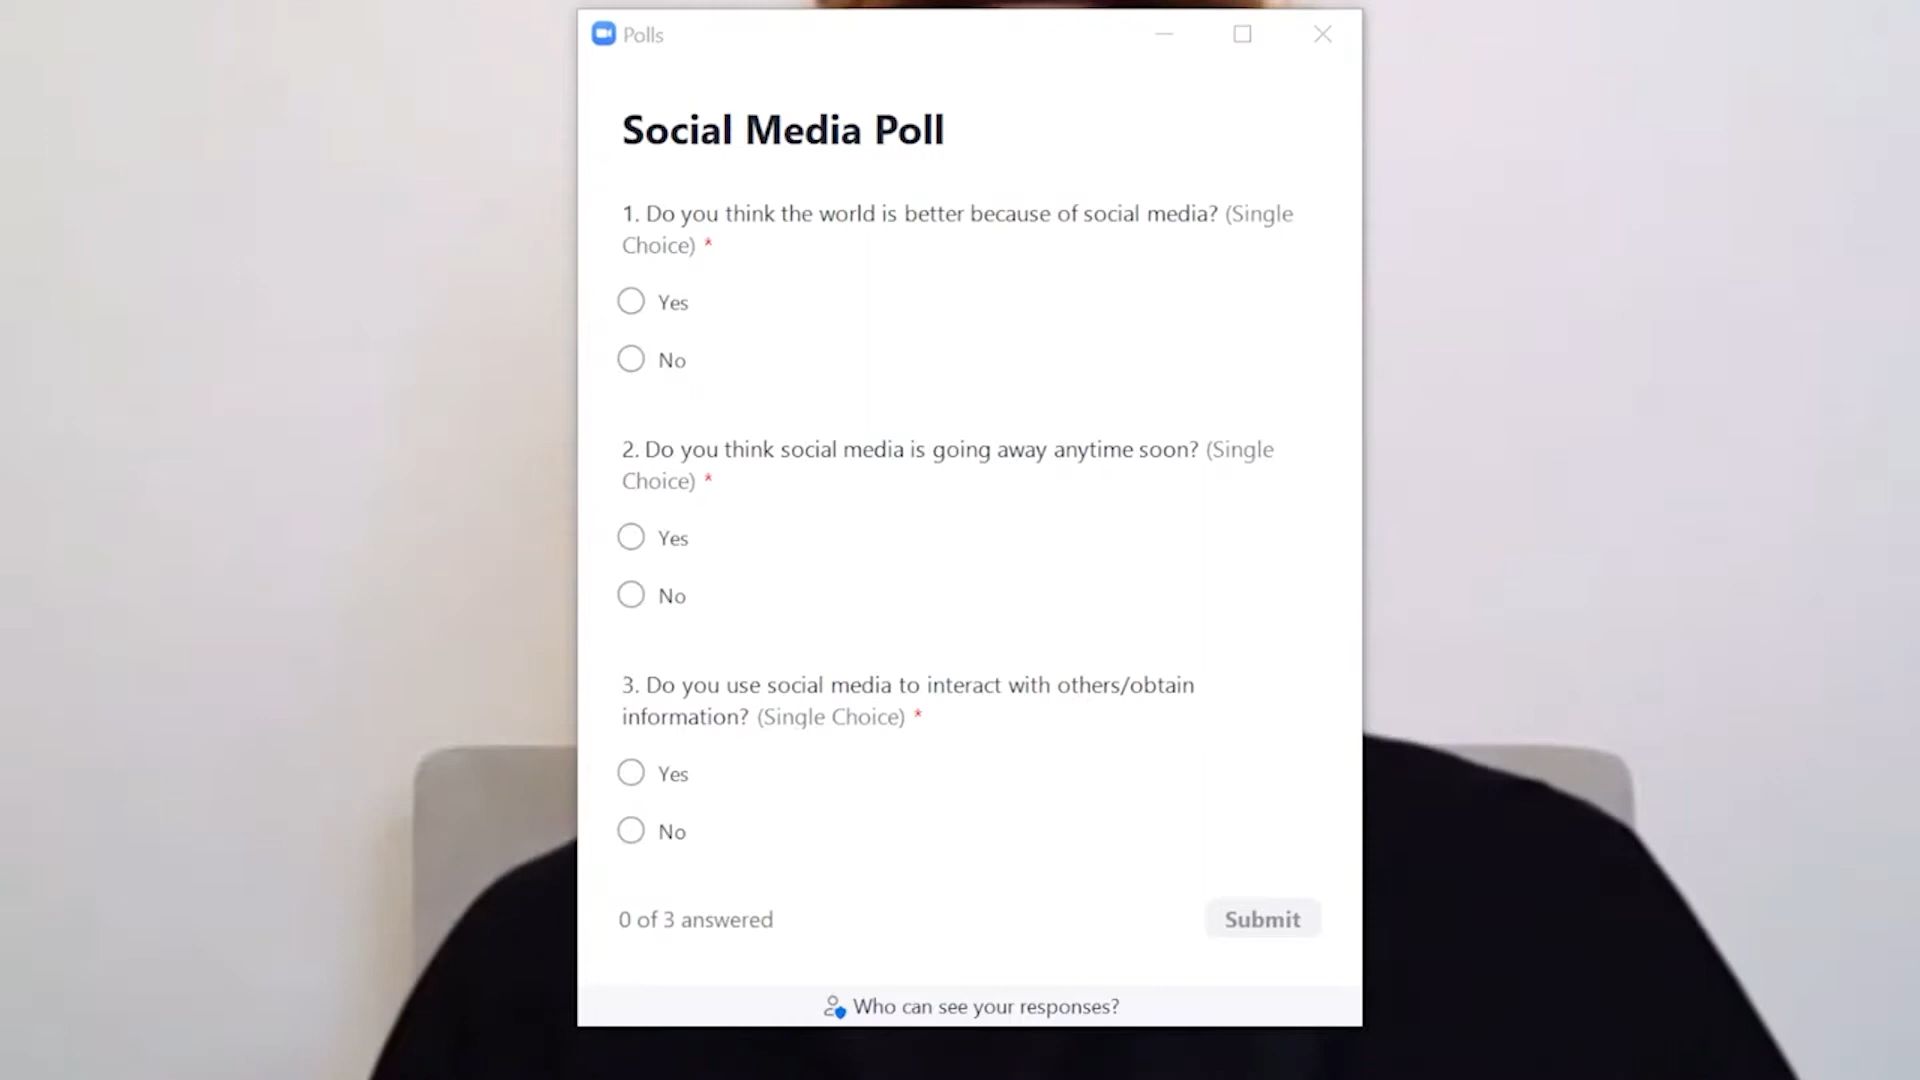 Polls
Social Media Poll
1. Do you think the world is better because of social media? (Single
Choice) *
Yes
No
2. Do you think social media is going away anytime soon? (Single
Choice) *
Yes
No
3. Do you use social media to interact with others/obtain
information? (Single Choice) *
Yes
No
0 of 3 answered
Submit
Who can see your responses?